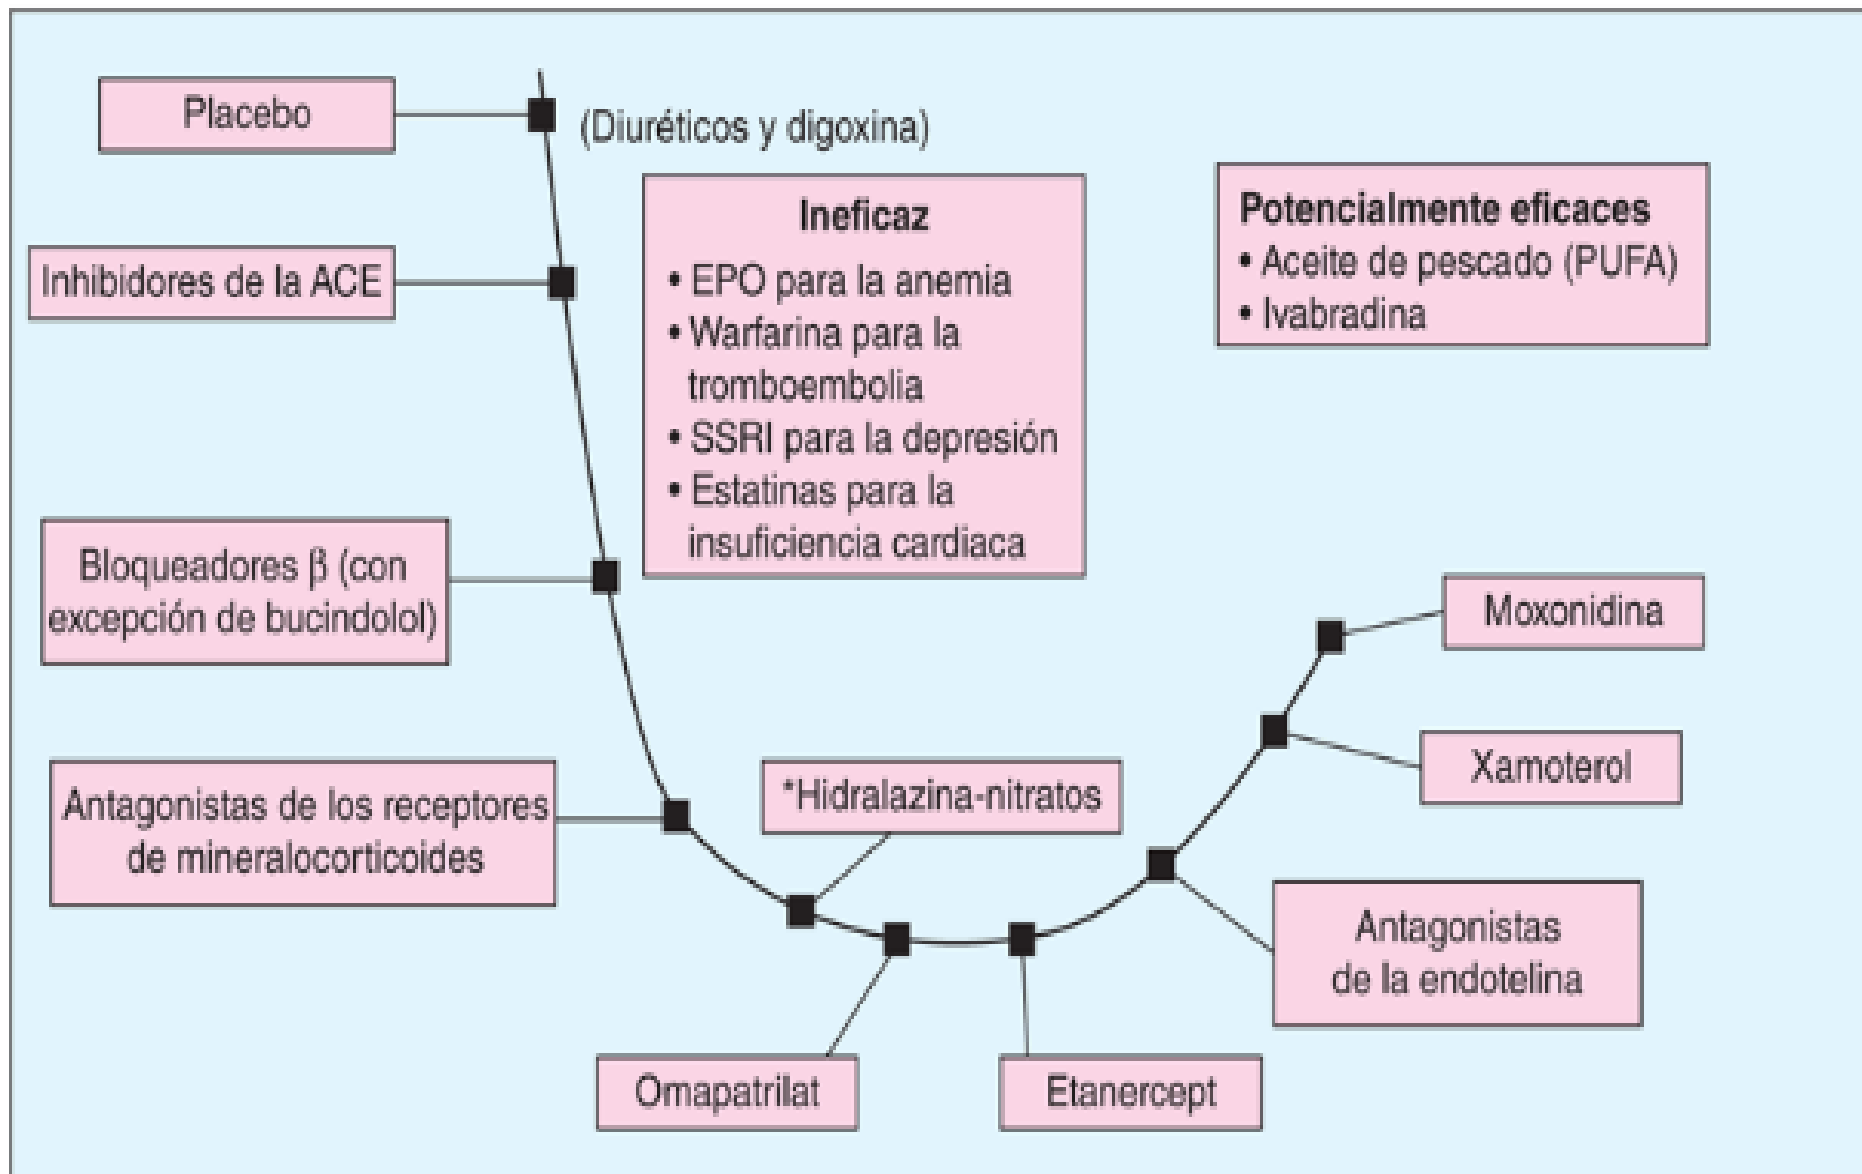 Placebo
(Diuréticos y digoxina)
Ineficaz
• EPO para la anemia
• Warfarina para la
tromboembolia
• SSRI para la depresión
• Estatinas para la
insuficiencia cardiaca
Potencialmente eficaces
• Aceite de pescado (PUFA)
• Ivabradina
Inhibidores de la ACE
Bloqueadores β (con
excepción de bucindolol)
Antagonistas de los receptores
de mineralocorticoides
*Hidralazina-nitratos
Moxonidina
Xamoterol
Antagonistas
de la endotelina
Omapatrilat
Etanercept